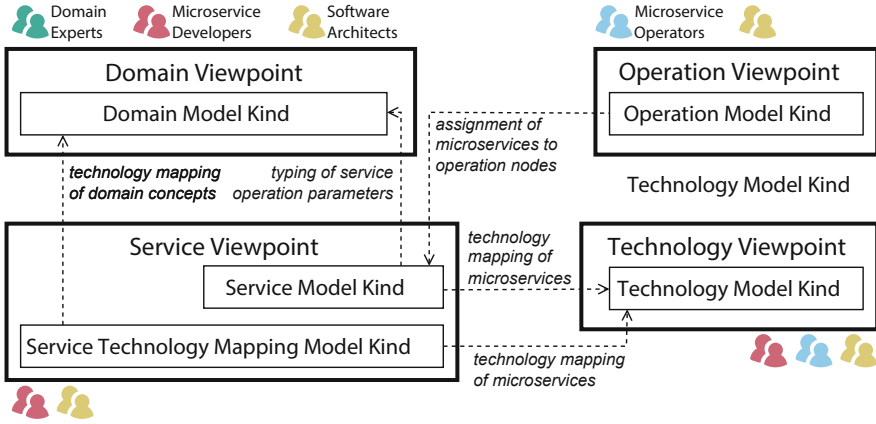 Domain
Experts
Microservice
Developers
Software
Architects
Microservice
Operators
Domain Viewpoint
Domain Model Kind
Operation Viewpoint
Operation Model Kind
assignment of
microservices to
operation nodes
technology mapping
of domain concepts
typing of service
operation parameters
Technology Model Kind
Service Viewpoint
Service Model Kind
Service Technology Mapping Model Kind
technology
mapping of
microservices
Technology Viewpoint
Technology Model Kind
technology mapping
of microservices